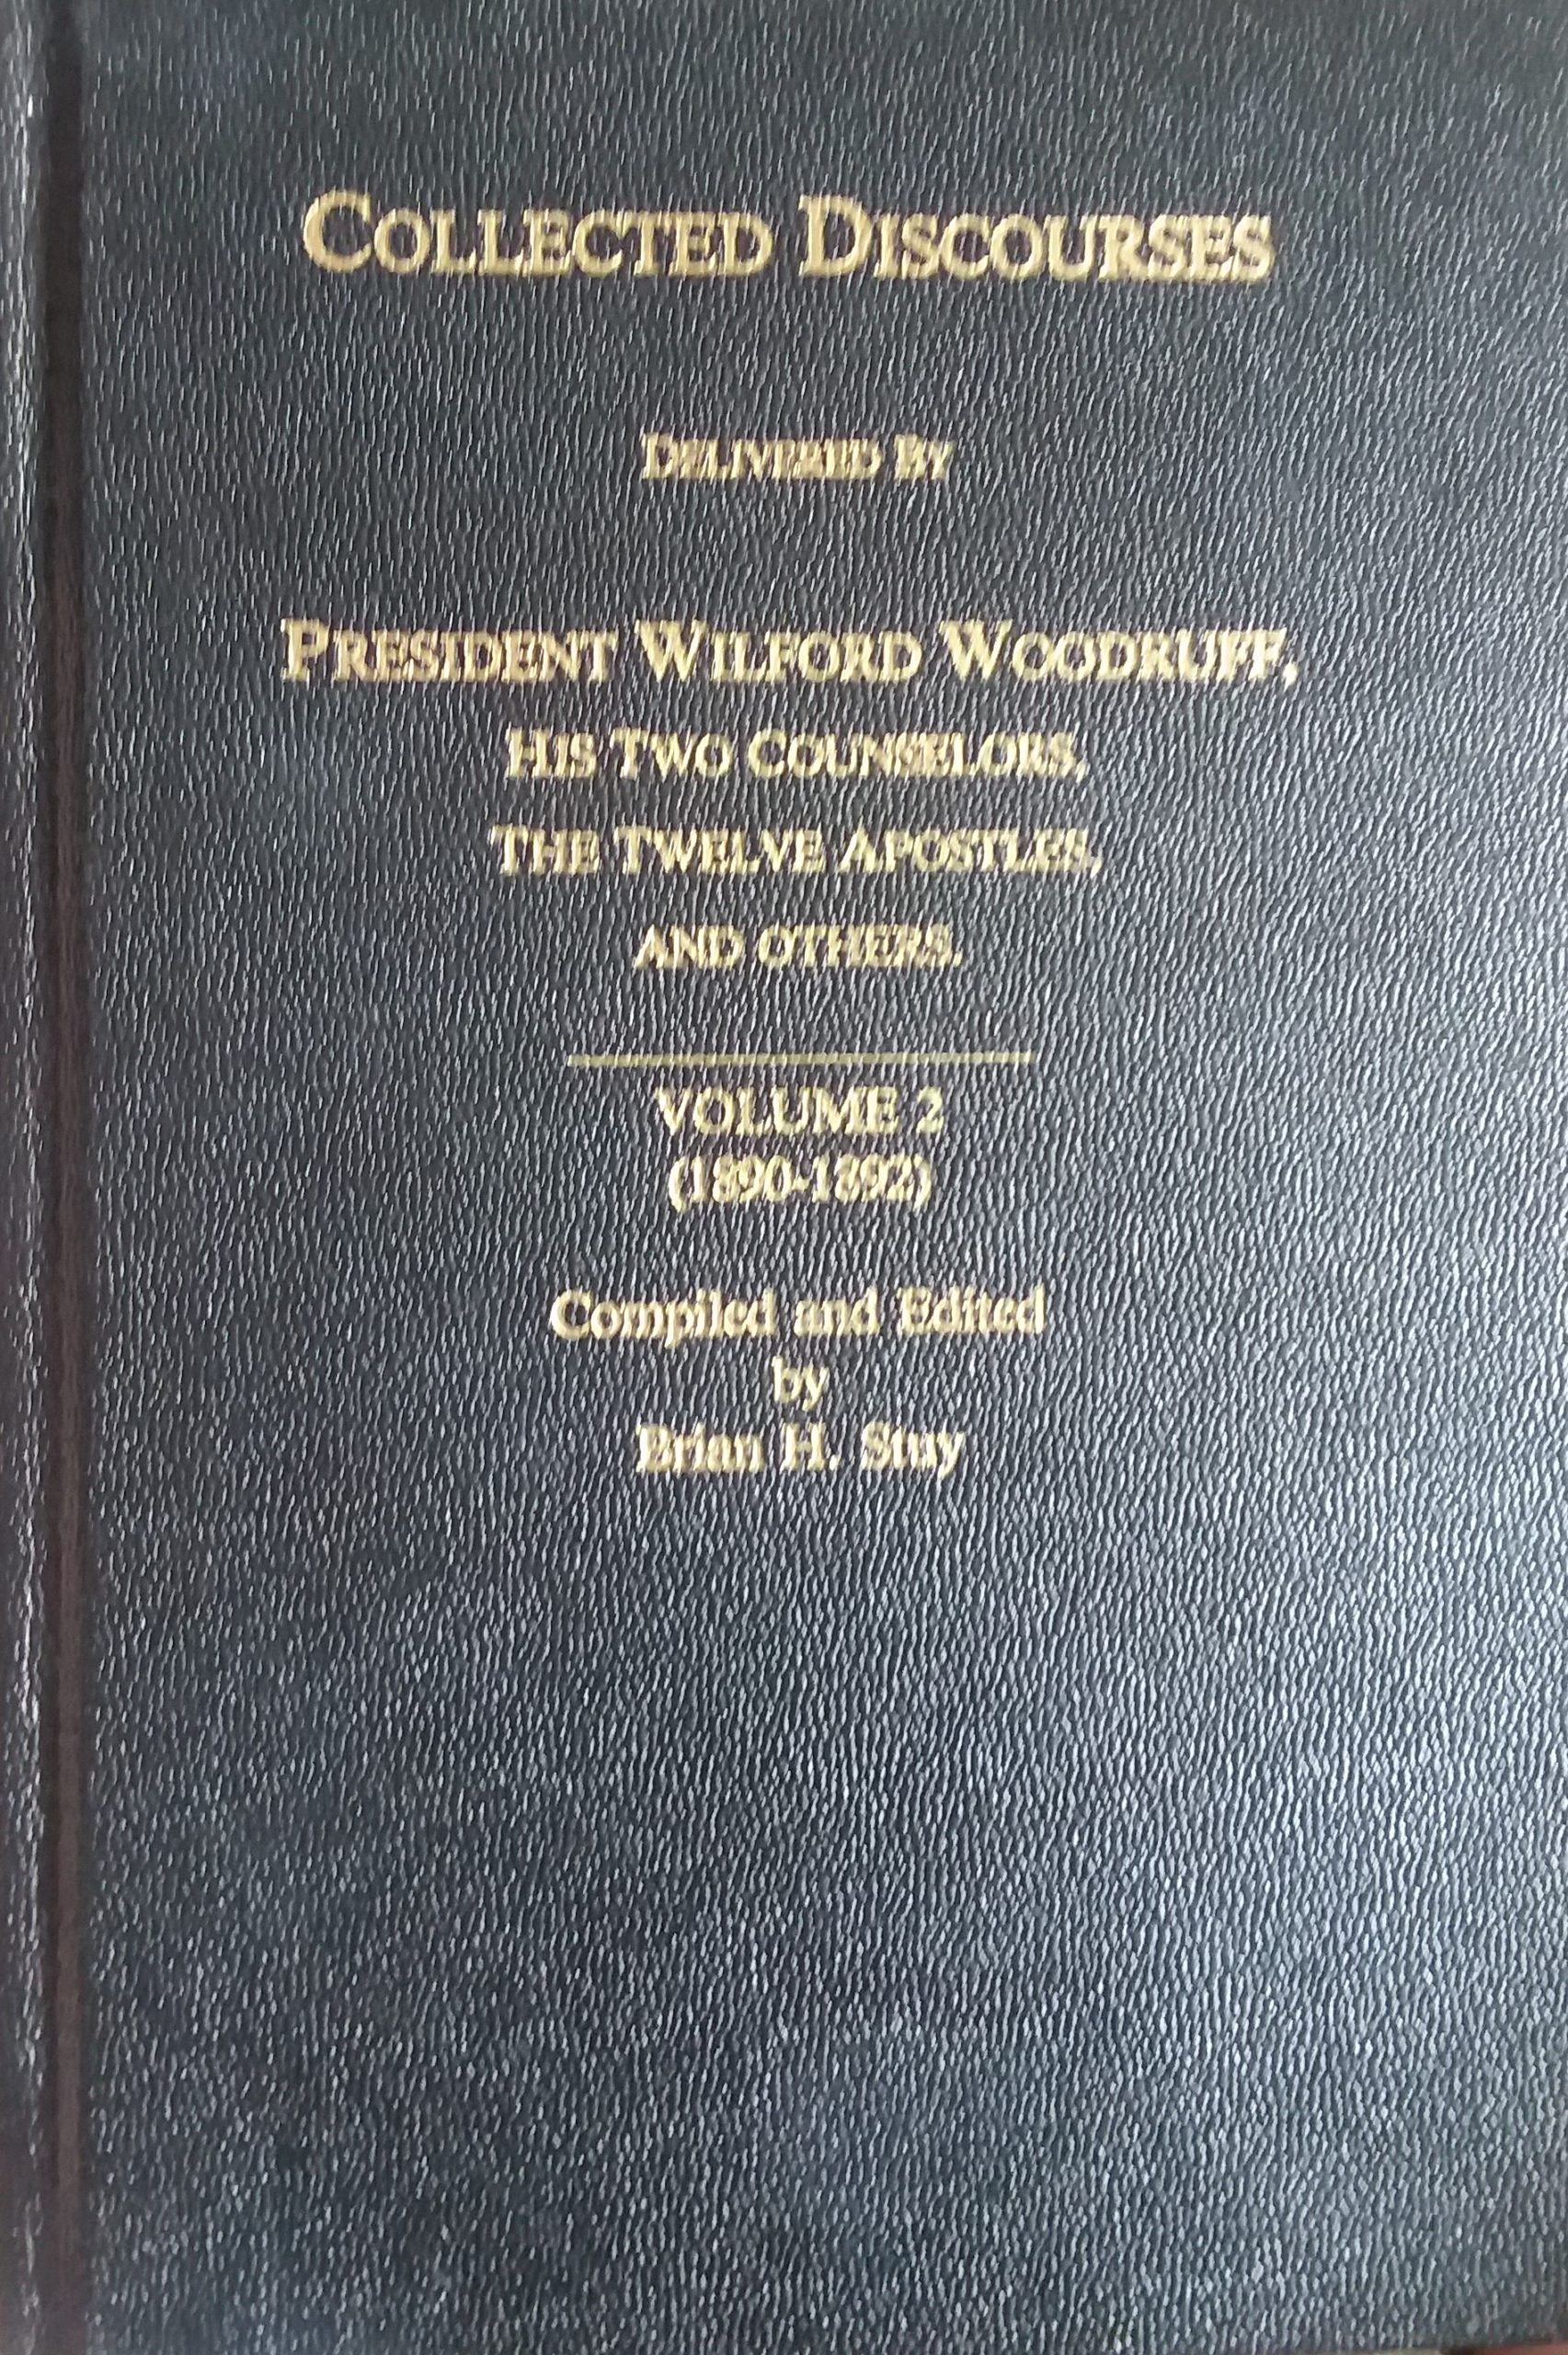 COLLECTED DISCOURSES
DELIVERED BY
PRESIDENT WILFORD WOODRUFF,
HIS TWO COUNSELORS,
THE TWELVE APOSTLES,
AND OTHERS.
VOLUME 2
(1890-1892)
Compiled and Edited
by
Brian H. Stuy